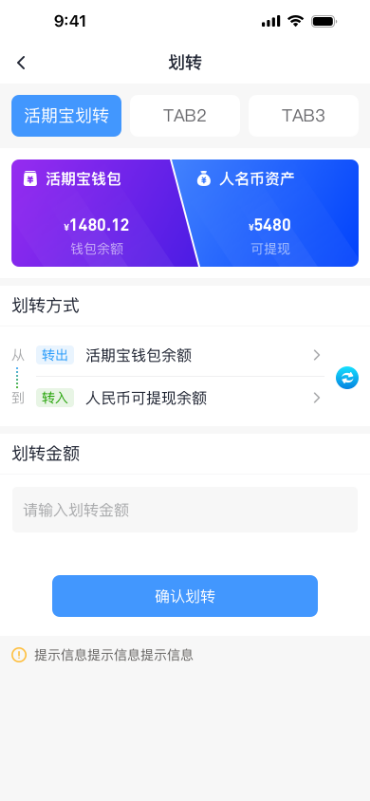 9:41
划转
活期宝划转 TAB2 TAB3
活期宝钱包 人名币资产
¥1480.12 ¥5480
钱包余额 可提现
划转方式
从 转出 活期宝钱包余额
到 转入 人民币可提现余额
划转金额
请输入划转金额
确认划转
提示信息提示信息提示信息